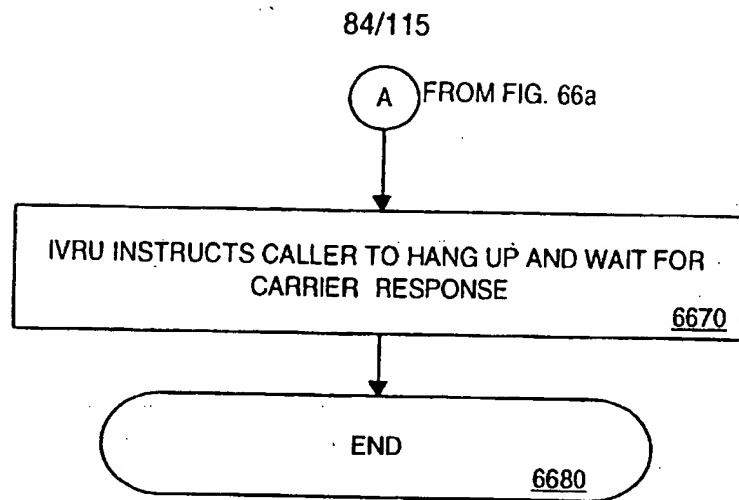 84/115
A FROM FIG. 66a
IVRU INSTRUCTS CALLER TO HANG UP AND WAIT FOR
CARRIER RESPONSE
6670
END
6680